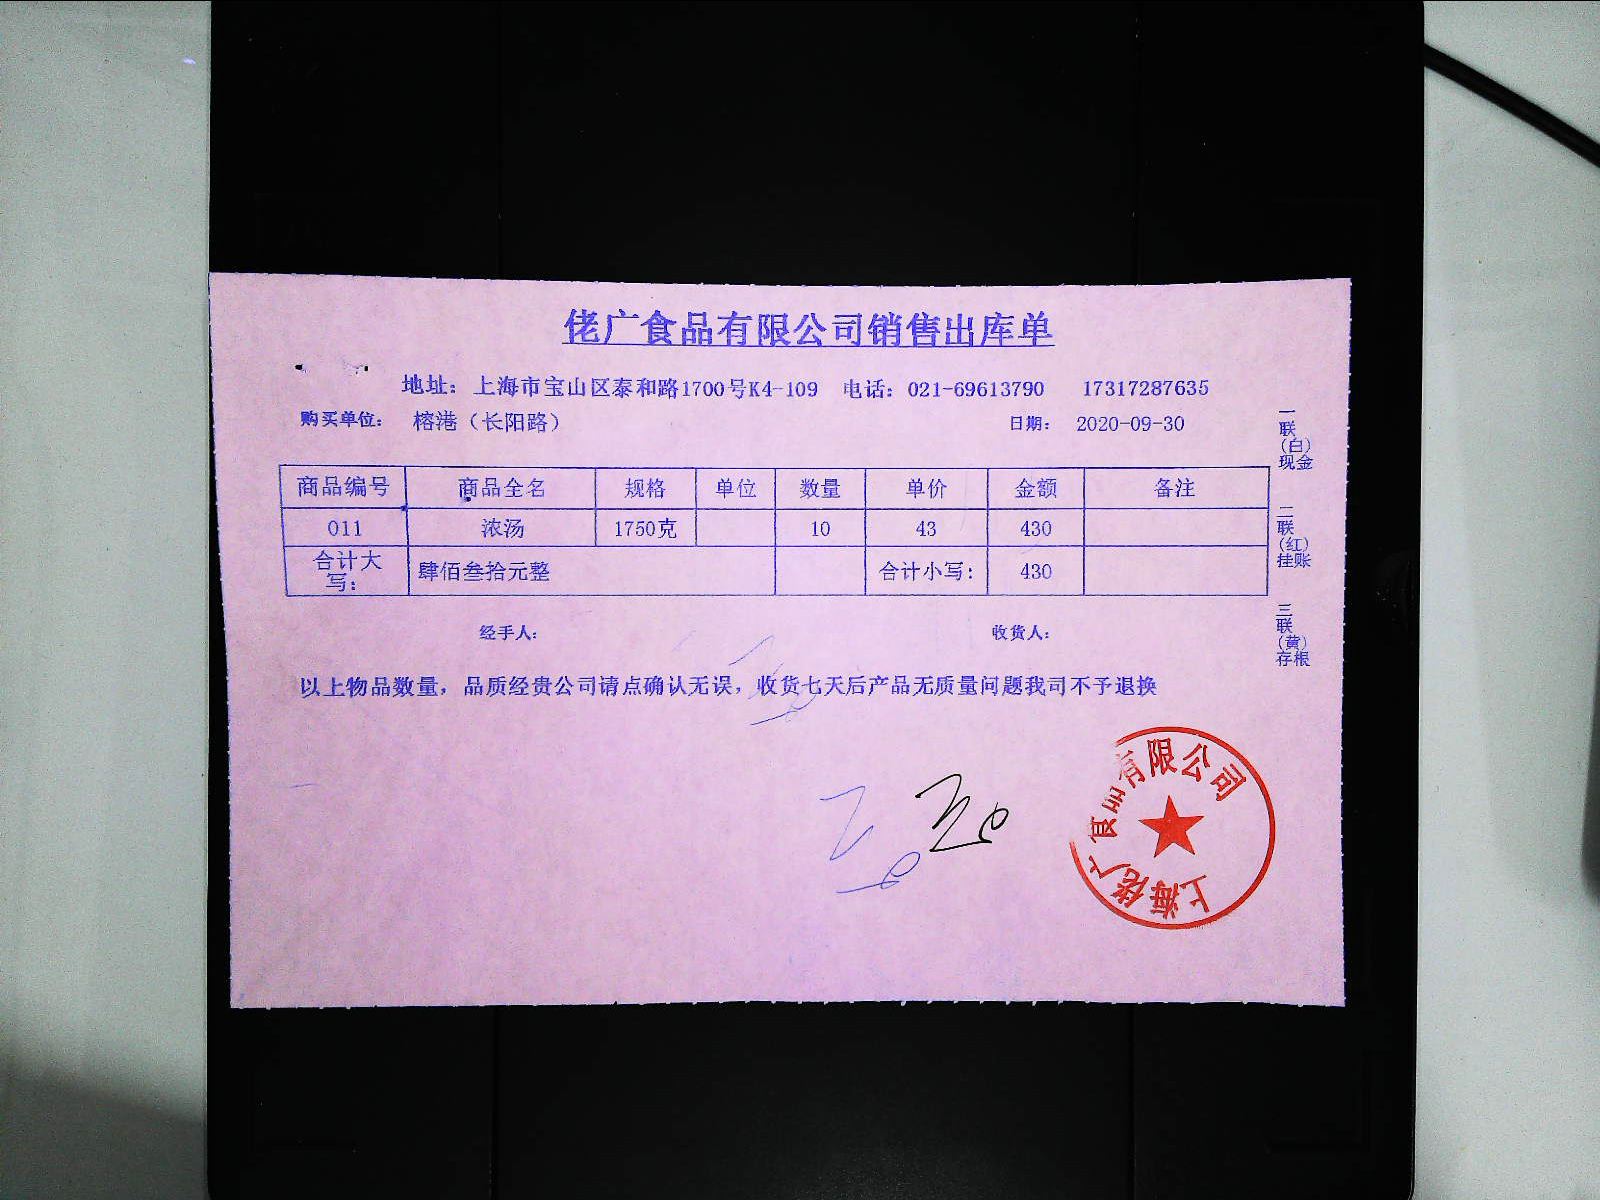 佬广食品有限公司销售出库单
地址：上海市宝山区泰和路1700号K4-109 电话：021-69613790 17317287635
购买单位： 榕港（长阳路） 日期： 2020-09-30
商品编号 商品全名 规格 单位 数量 单价 金额 备注
011 浓汤 1750克 10 43 430
合计大写： 肆佰叁拾元整 合计小写： 430
经手人： 收货人：
以上物品数量，品质经贵公司请点确认无误，收货七天后产品无质量问题我司不予退换
一联（白）现金
二联（红）挂账
三联（黄）存根
上海佬广食品有限公司